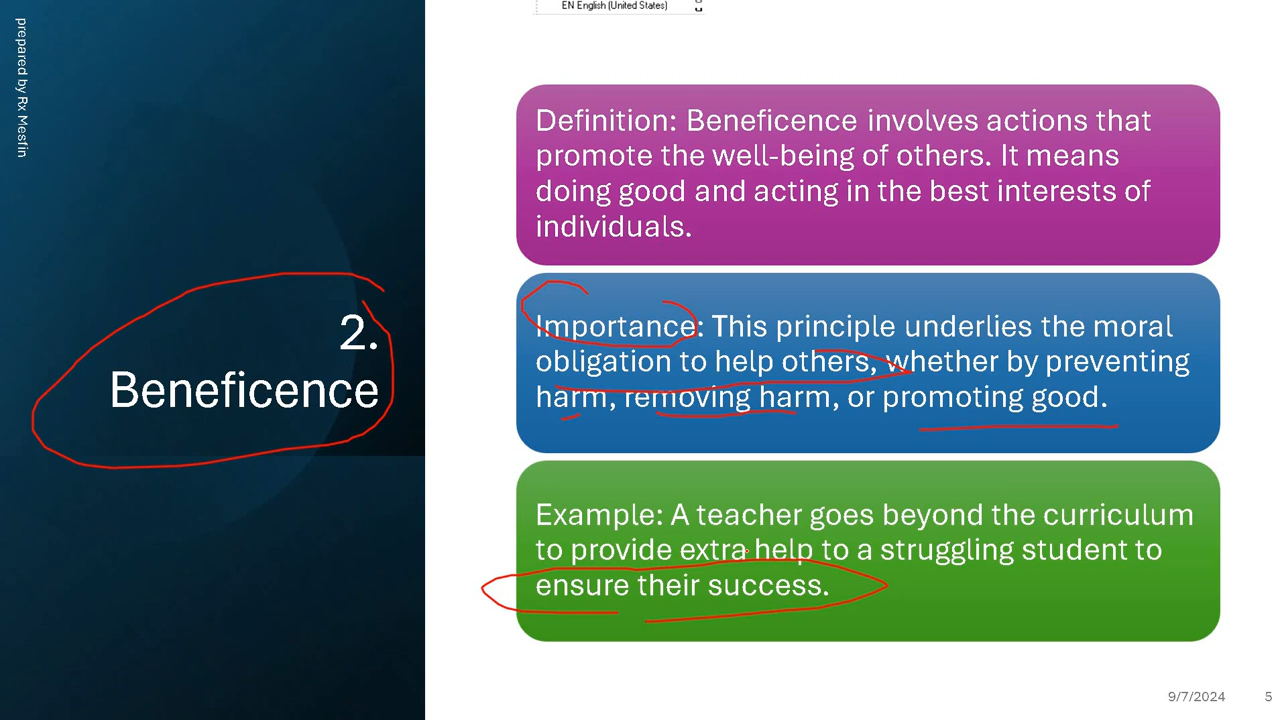 EN English (United States)
prepared by Rx Mesfin
2.
Beneficence
Definition: Beneficence involves actions that
promote the well-being of others. It means
doing good and acting in the best interests of
individuals.
Importance: This principle underlies the moral
obligation to help others, whether by preventing
harm, removing harm, or promoting good.
Example: A teacher goes beyond the curriculum
to provide extra help to a struggling student to
ensure their success.
9/7/2024
5